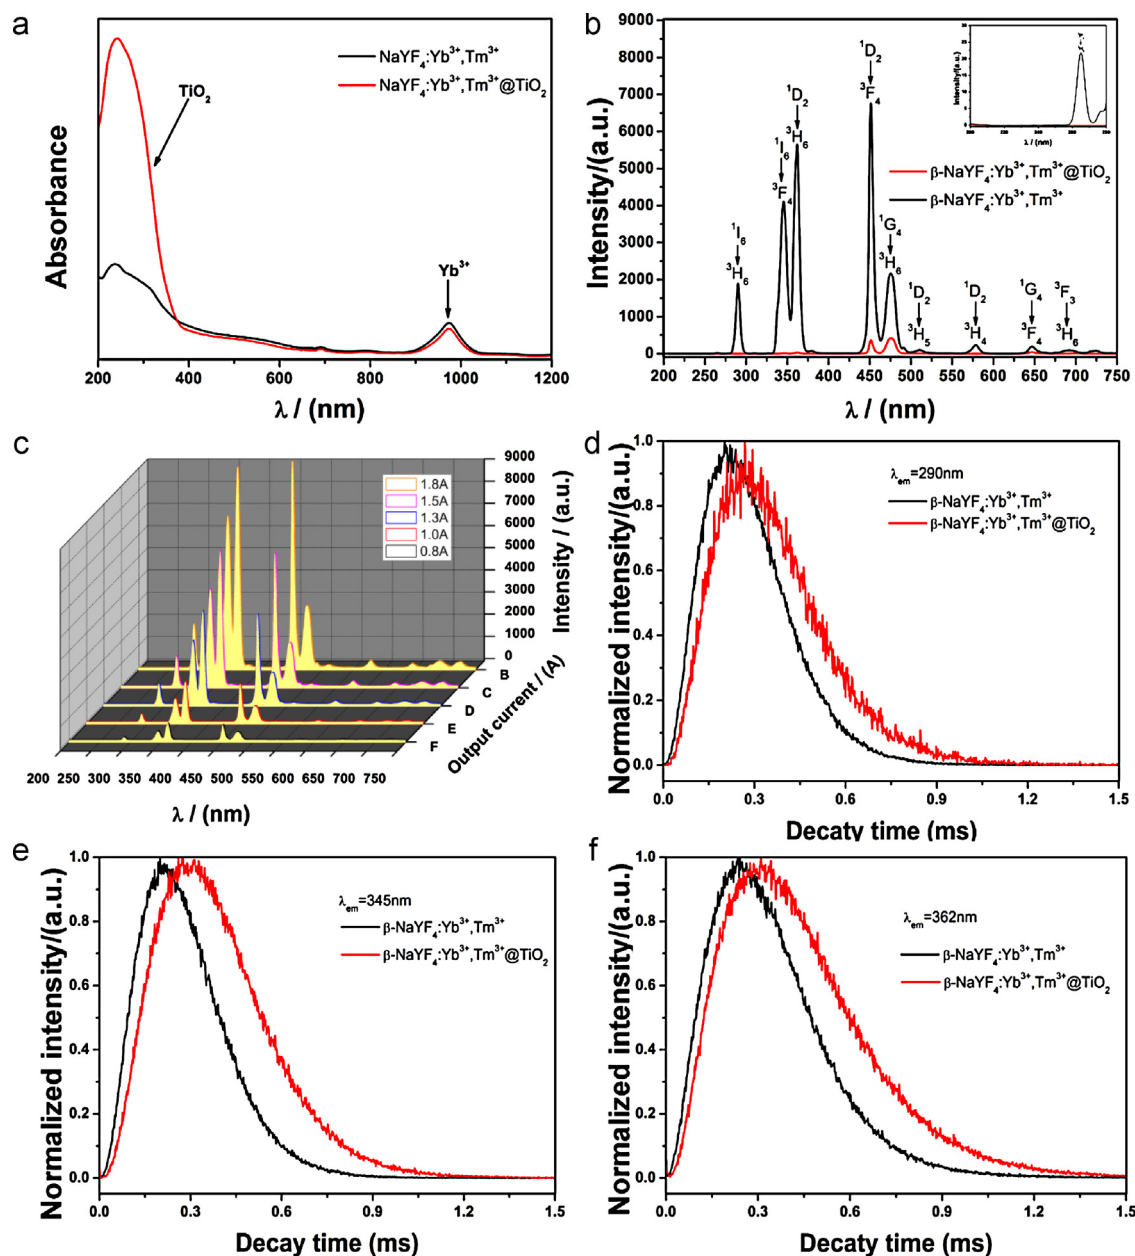 a
NaYF₄:Yb³⁺,Tm³⁺
NaYF₄:Yb³⁺,Tm³⁺@TiO₂
TiO₂
Yb³⁺
Absorbance
200 400 600 800 1000 1200
λ / (nm)
b
9000
8000
7000
6000
5000
4000
3000
2000
1000
0
Intensity/(a.u.)
¹I₆
³H₆
¹I₆
³F₄
¹D₂
³H₆
¹D₂
³F₄
¹G₄
³H₆
¹D₂
³H₅
¹D₂
³H₄
¹G₄
³F₄
³F₃
³H₆
Intensity/(a.u.)
λ / (nm)
β-NaYF₄:Yb³⁺,Tm³⁺@TiO₂
β-NaYF₄:Yb³⁺,Tm³⁺
200 250 300 350 400 450 500 550 600 650 700 750
λ / (nm)
c
1.8A
1.5A
1.3A
1.0A
0.8A
9000
8000
7000
6000
5000
4000
3000
2000
1000
0
Intensity / (a.u.)
B
C
D
E
F
Output current / (A)
200 250 300 350 400 450 500 550 600 650 700 750
λ / (nm)
d
λem=290nm
β-NaYF₄:Yb³⁺,Tm³⁺
β-NaYF₄:Yb³⁺,Tm³⁺@TiO₂
1.0
0.8
0.6
0.4
0.2
0.0
Normalized intensity/(a.u.)
0.0 0.3 0.6 0.9 1.2 1.5
Decaty time (ms)
e
λem=345nm
β-NaYF₄:Yb³⁺,Tm³⁺
β-NaYF₄:Yb³⁺,Tm³⁺@TiO₂
1.0
0.8
0.6
0.4
0.2
0.0
Normalized intensity/(a.u.)
0.0 0.3 0.6 0.9 1.2 1.5
Decay time (ms)
f
λem=362nm
β-NaYF₄:Yb³⁺,Tm³⁺
β-NaYF₄:Yb³⁺,Tm³⁺@TiO₂
1.0
0.8
0.6
0.4
0.2
0.0
Normalized intensity/(a.u.)
0.0 0.3 0.6 0.9 1.2 1.5
Decaty time (ms)